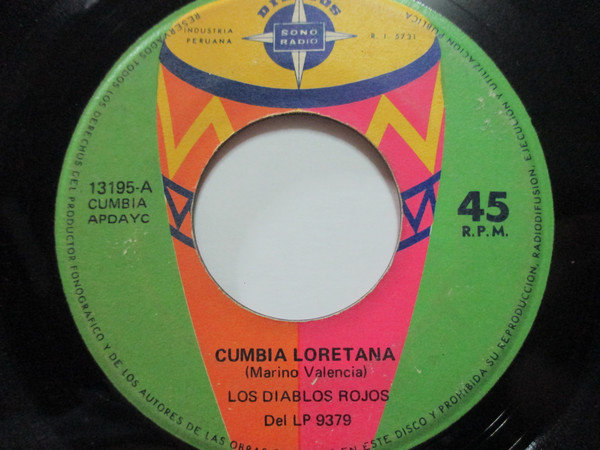 DISCOS
SONO
RADIO
INDUSTRIA
PERUANA
R. I. 5721
13195-A
CUMBIA
APDAYC
45
R.P.M.
CUMBIA LORETANA
(Marino Valencia)
LOS DIABLOS ROJOS
Del LP 9379
RESERVADOS TODOS LOS DERECHOS DEL PRODUCTOR FONOGRAFICO Y DE LOS AUTORES DE LAS OBRAS
EN ESTE DISCO Y PROHIBIDA SU REPRODUCCION, RADIODIFUSION, EJECUCION Y UTILIZACION PUBLICA